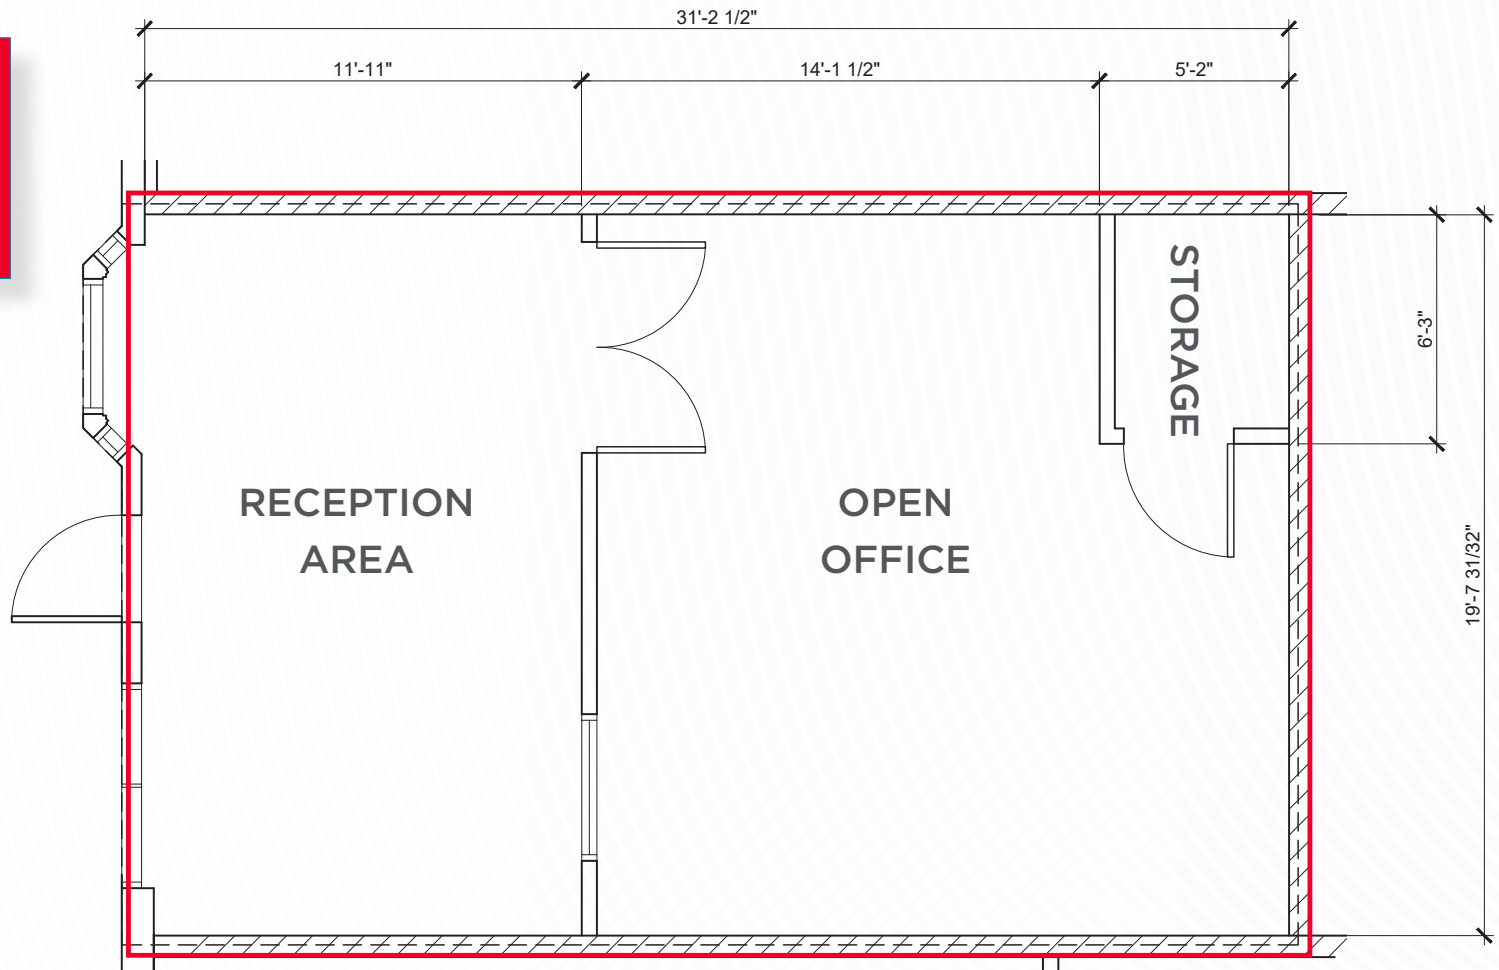 31'-2 1/2"
11'-11"
14'-1 1/2"
5'-2"
STORAGE
6'-3"
RECEPTION
AREA
OPEN
OFFICE
19'-7 31/32"